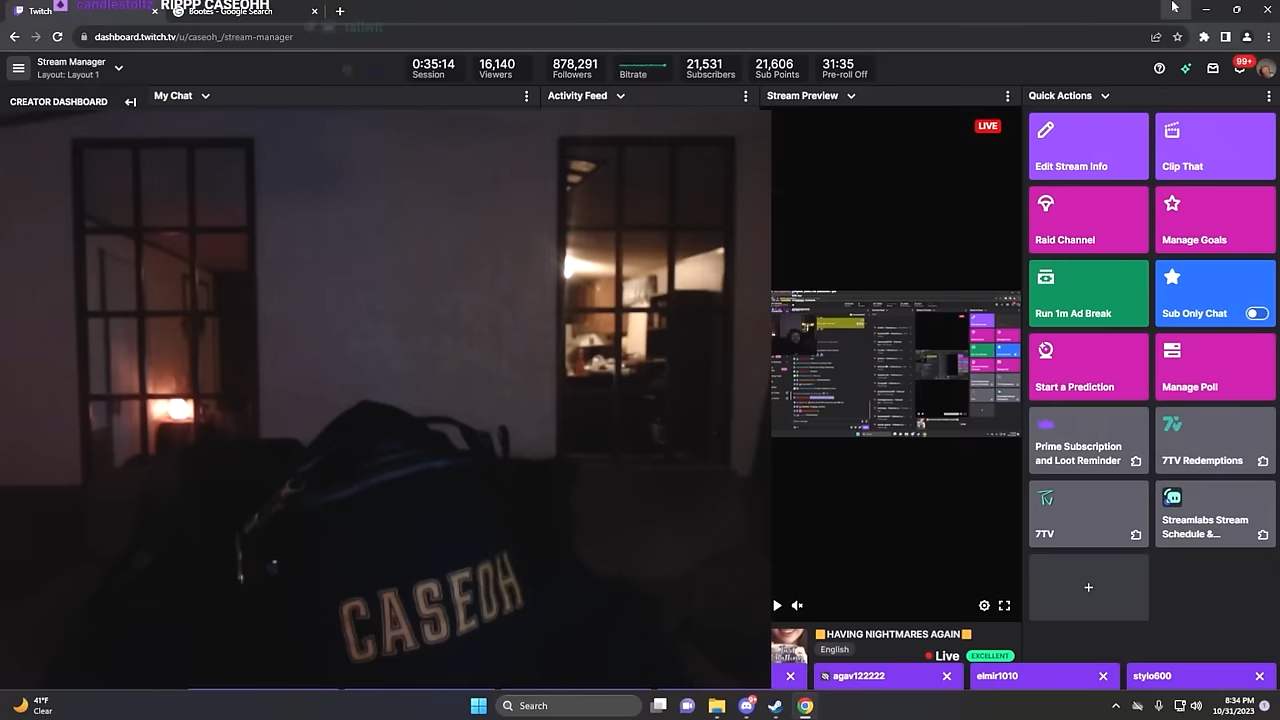 candlestoltz RIPPP CASEOHH
Twitch
Bootes - Google Search
tallwit
dashboard.twitch.tv/u/caseoh_/stream-manager
Stream Manager
Layout: Layout 1
0:35:14
Session
16,140
Viewers
878,291
Followers
Bitrate
21,531
Subscribers
21,606
Sub Points
31:35
Pre-roll Off
99+
CREATOR DASHBOARD
My Chat
Activity Feed
Stream Preview
Quick Actions
LIVE
Edit Stream Info
Clip That
Raid Channel
Manage Goals
Run 1m Ad Break
Sub Only Chat
Start a Prediction
Manage Poll
Prime Subscription
and Loot Reminder
7TV Redemptions
7TV
Streamlabs Stream
Schedule &...
CASEOH
HAVING NIGHTMARES AGAIN
English
Live
EXCELLENT
agav122222
elmir1010
stylo600
41°F
Clear
Search
8:34 PM
10/31/2023